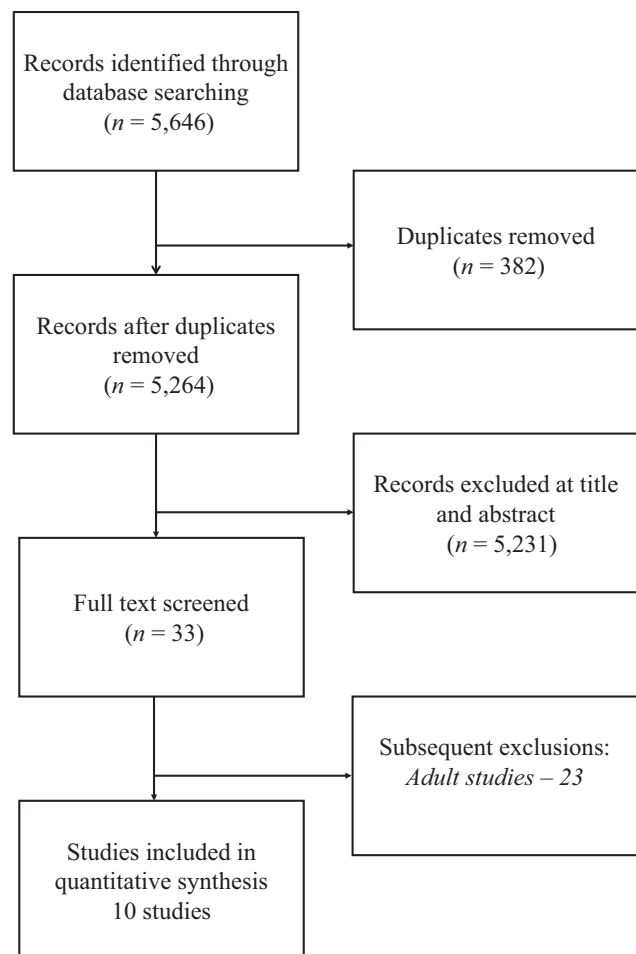 Records identified through
database searching
(n = 5,646)
Duplicates removed
(n = 382)
Records after duplicates
removed
(n = 5,264)
Records excluded at title
and abstract
(n = 5,231)
Full text screened
(n = 33)
Subsequent exclusions:
Adult studies – 23
Studies included in
quantitative synthesis
10 studies